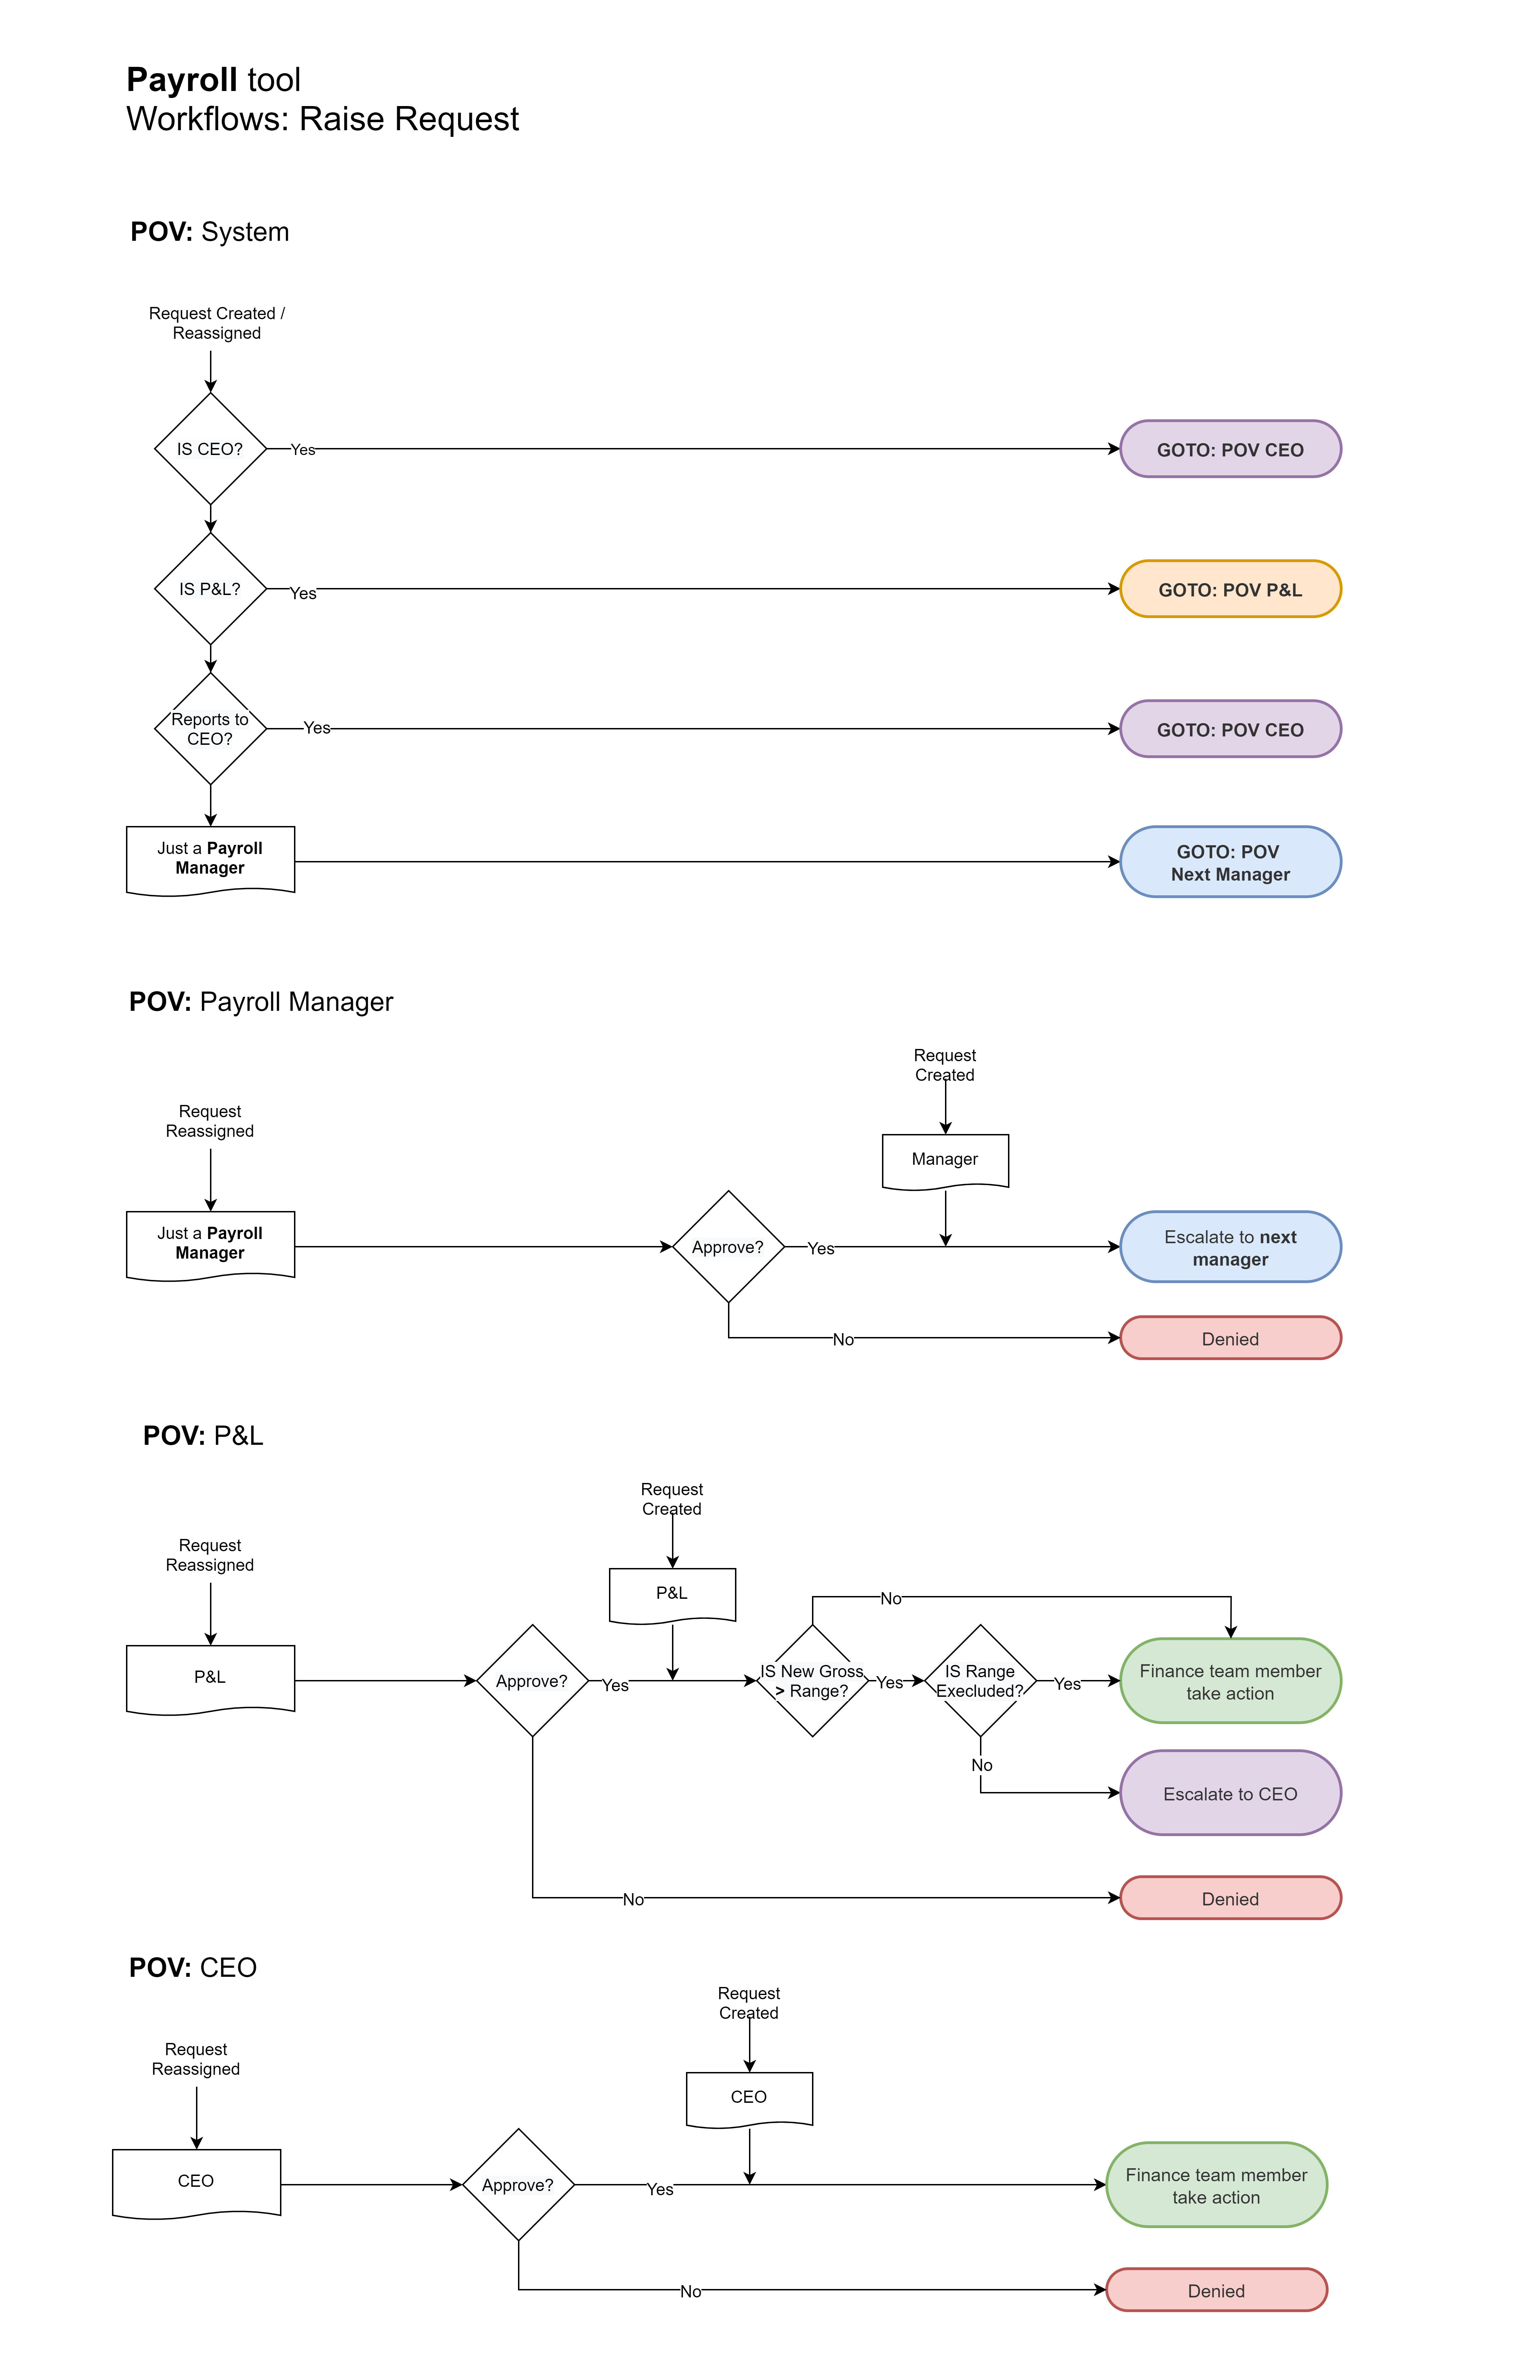 Payroll tool
Workflows: Raise Request
POV: System
Request Created /
Reassigned
IS CEO?
Yes
GOTO: POV CEO
IS P&L?
Yes
GOTO: POV P&L
Reports to
CEO?
Yes
GOTO: POV CEO
Just a Payroll
Manager
GOTO: POV
Next Manager
POV: Payroll Manager
Request
Created
Request
Reassigned
Manager
Just a Payroll
Manager
Approve?
Yes
Escalate to next
manager
No
Denied
POV: P&L
Request
Created
Request
Reassigned
P&L
No
P&L
Approve?
Yes
IS New Gross
> Range?
Yes
IS Range
Execluded?
Yes
Finance team member
take action
No
Escalate to CEO
No
Denied
POV: CEO
Request
Created
Request
Reassigned
CEO
CEO
Approve?
Yes
Finance team member
take action
No
Denied